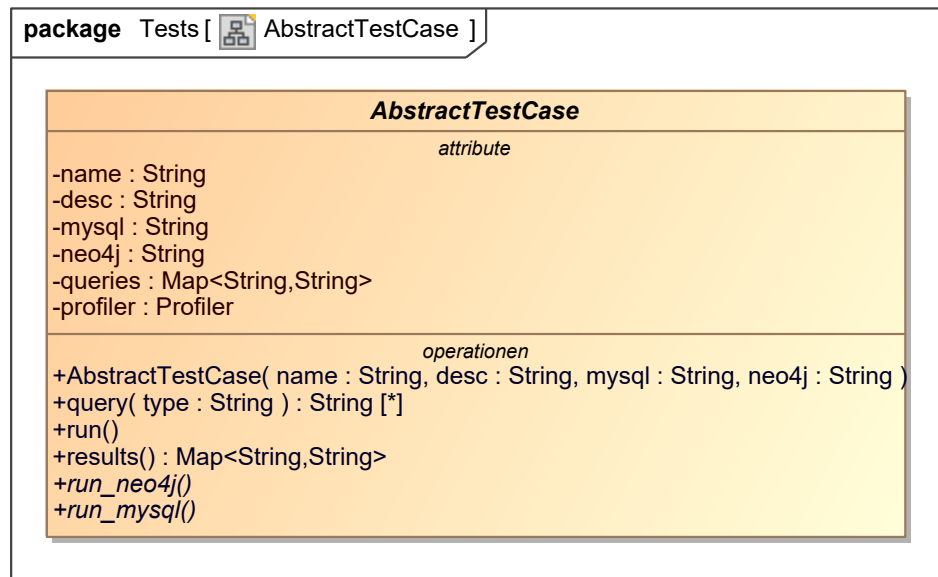 package Tests [ AbstractTestCase ]
AbstractTestCase
attribute
-name : String
-desc : String
-mysql : String
-neo4j : String
-queries : Map<String,String>
-profiler : Profiler
operationen
+AbstractTestCase( name : String, desc : String, mysql : String, neo4j : String )
+query( type : String ) : String [*]
+run()
+results() : Map<String,String>
+run_neo4j()
+run_mysql()